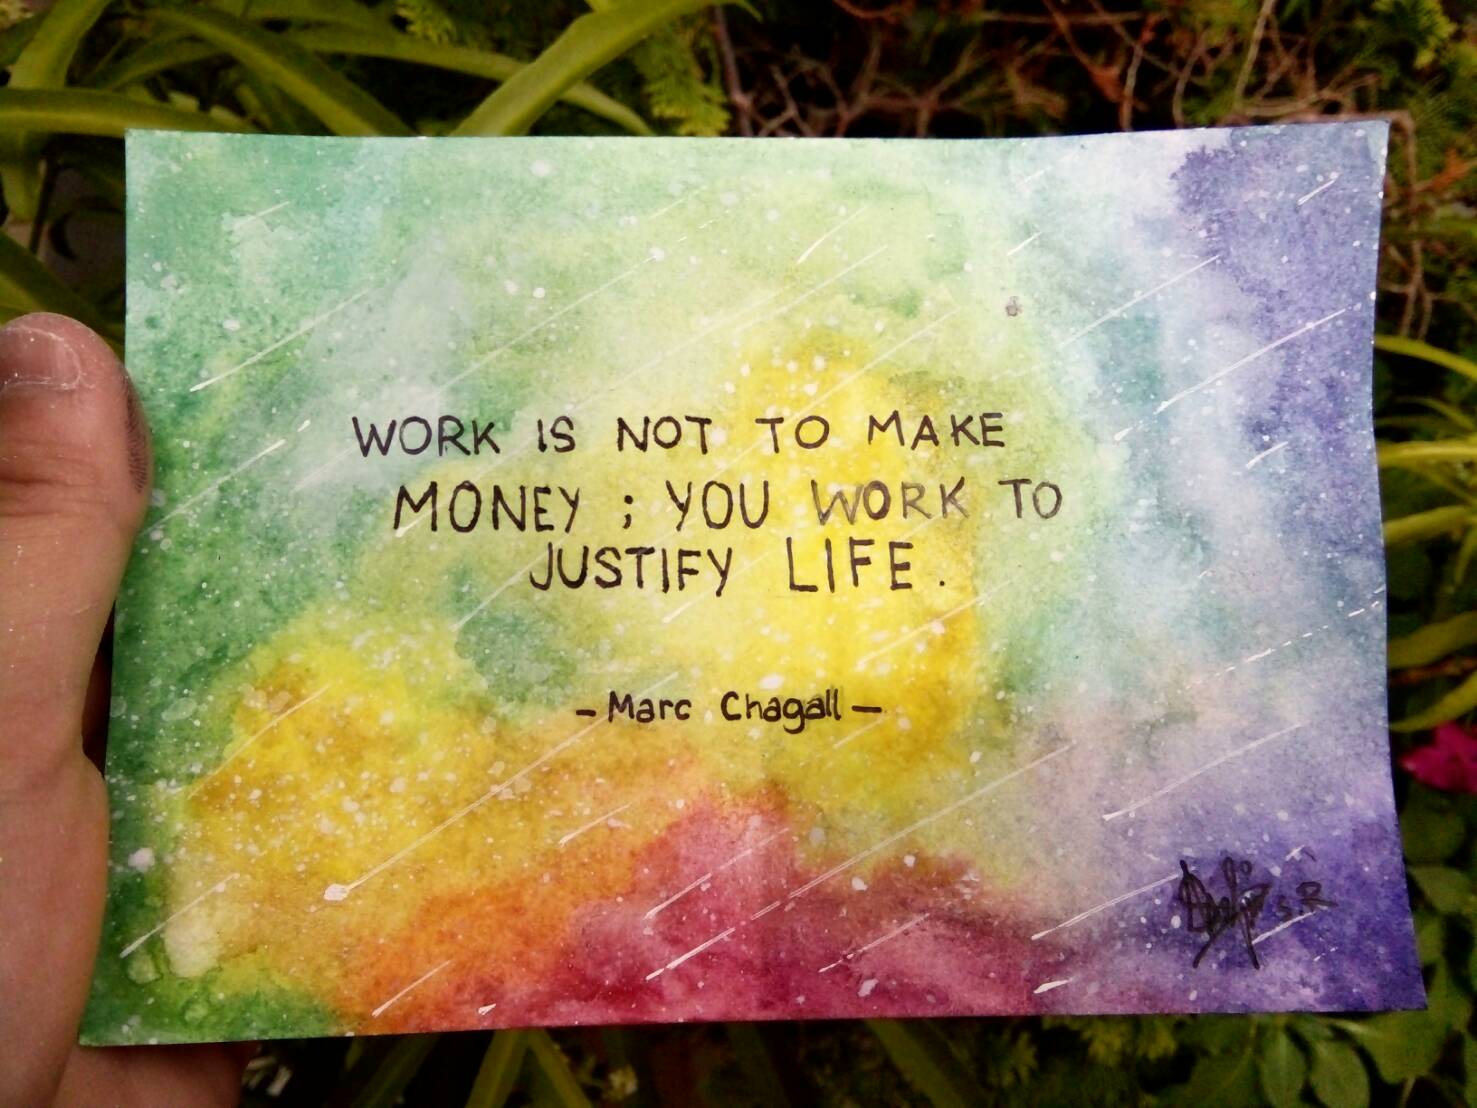 WORK IS NOT TO MAKE
MONEY ; YOU WORK TO
JUSTIFY LIFE .
- Marc Chagall -
S R